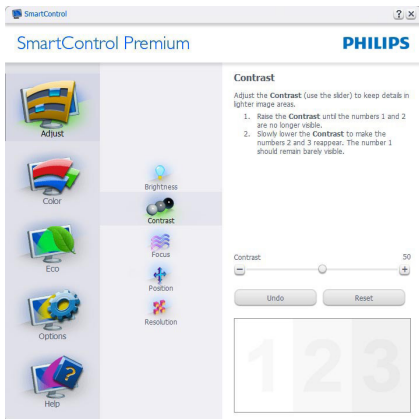 SmartControl
? ×
SmartControl Premium
PHILIPS
Adjust
Color
Eco
Options
Help
Brightness
Contrast
Focus
Position
Resolution
Contrast
Adjust the Contrast (use the slider) to keep details in
lighter image areas.
1. Raise the Contrast until the numbers 1 and 2
are no longer visible.
2. Slowly lower the Contrast to make the
numbers 2 and 3 reappear. The number 1
should remain barely visible.
Contrast 50
Undo Reset
1 2 3